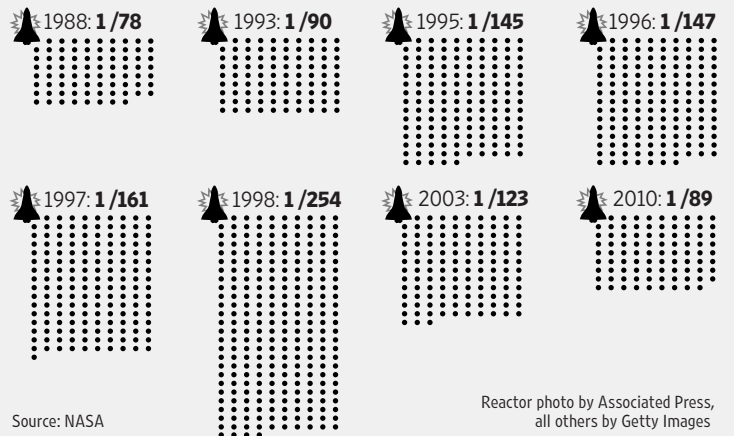 1988: 1/78
1993: 1/90
1995: 1/145
1996: 1/147
1997: 1/161
1998: 1/254
2003: 1/123
2010: 1/89
Source: NASA
Reactor photo by Associated Press,
all others by Getty Images